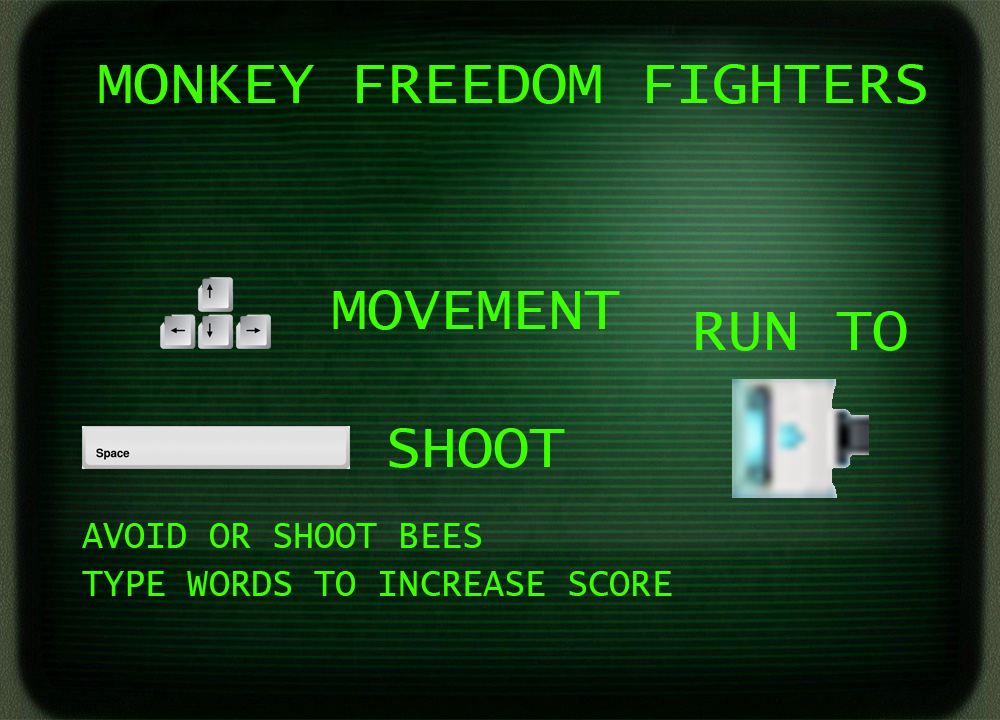 MONKEY FREEDOM FIGHTERS
↑
← ↓ →
MOVEMENT
RUN TO
Space
SHOOT
AVOID OR SHOOT BEES
TYPE WORDS TO INCREASE SCORE